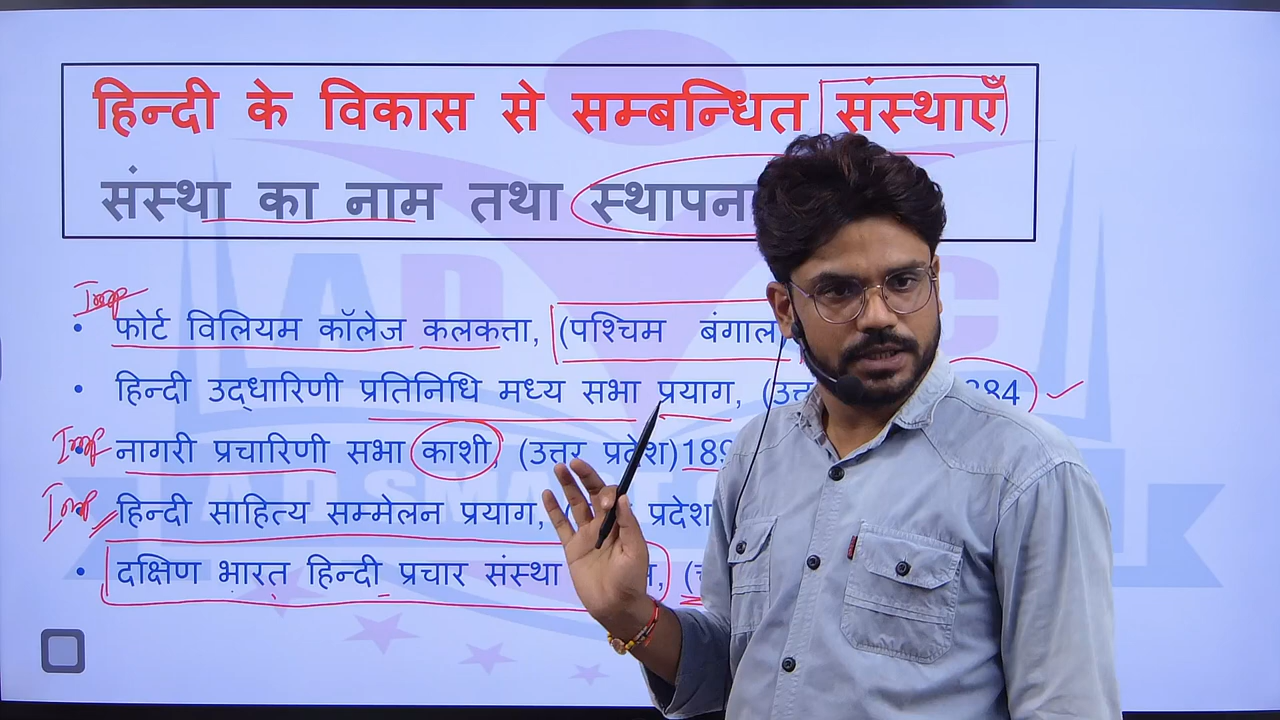 हिन्दी के विकास से सम्बन्धित संस्थाएँ
संस्था का नाम तथा
Imp
• फोर्ट विलियम कॉलेज कलकत्ता, (पश्चिम बंगाल)
• हिन्दी उद्धारिणी प्रतिनिधि मध्य सभा प्रयाग,
Imp नागरी प्रचारिणी सभा काशी, (उत्तर प्रदेश)
Imp हिन्दी साहित्य सम्मेलन प्रयाग, प्रदेश
• दक्षिण भारत हिन्दी प्रचार संस्था